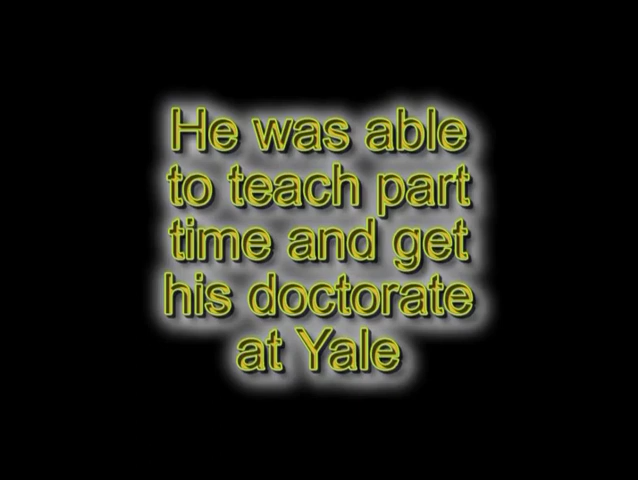 He was able
to teach part
time and get
his doctorate
at Yale